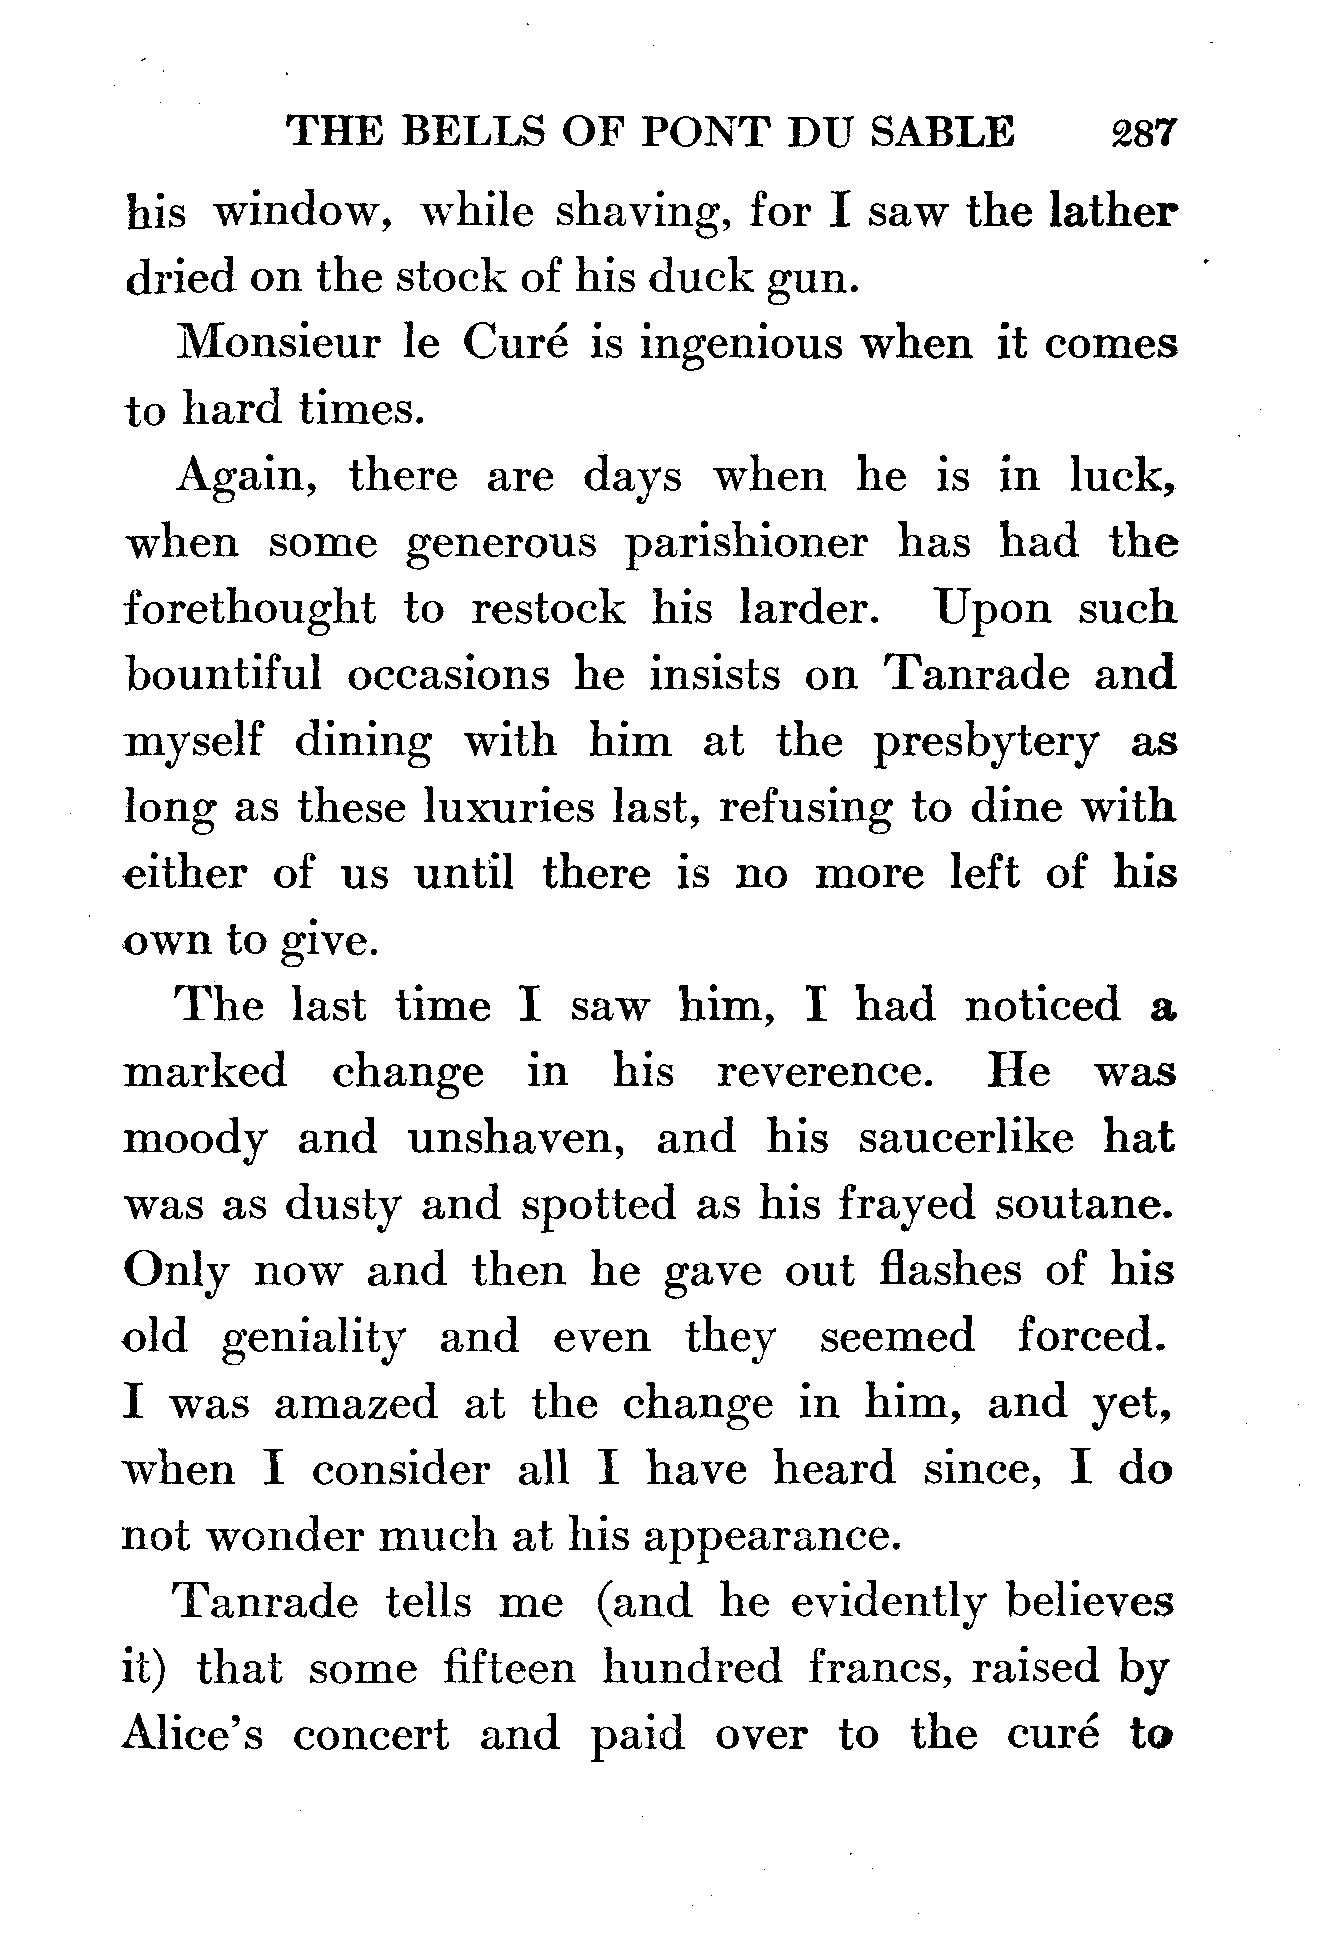 THE BELLS OF PONT DU SABLE 287
his window, while shaving, for I saw the lather
dried on the stock of his duck gun.
Monsieur le Curé is ingenious when it comes
to hard times.
Again, there are days when he is in luck,
when some generous parishioner has had the
forethought to restock his larder. Upon such
bountiful occasions he insists on Tanrade and
myself dining with him at the presbytery as
long as these luxuries last, refusing to dine with
either of us until there is no more left of his
own to give.
The last time I saw him, I had noticed a
marked change in his reverence. He was
moody and unshaven, and his saucerlike hat
was as dusty and spotted as his frayed soutane.
Only now and then he gave out flashes of his
old geniality and even they seemed forced.
I was amazed at the change in him, and yet,
when I consider all I have heard since, I do
not wonder much at his appearance.
Tanrade tells me (and he evidently believes
it) that some fifteen hundred francs, raised by
Alice's concert and paid over to the curé to